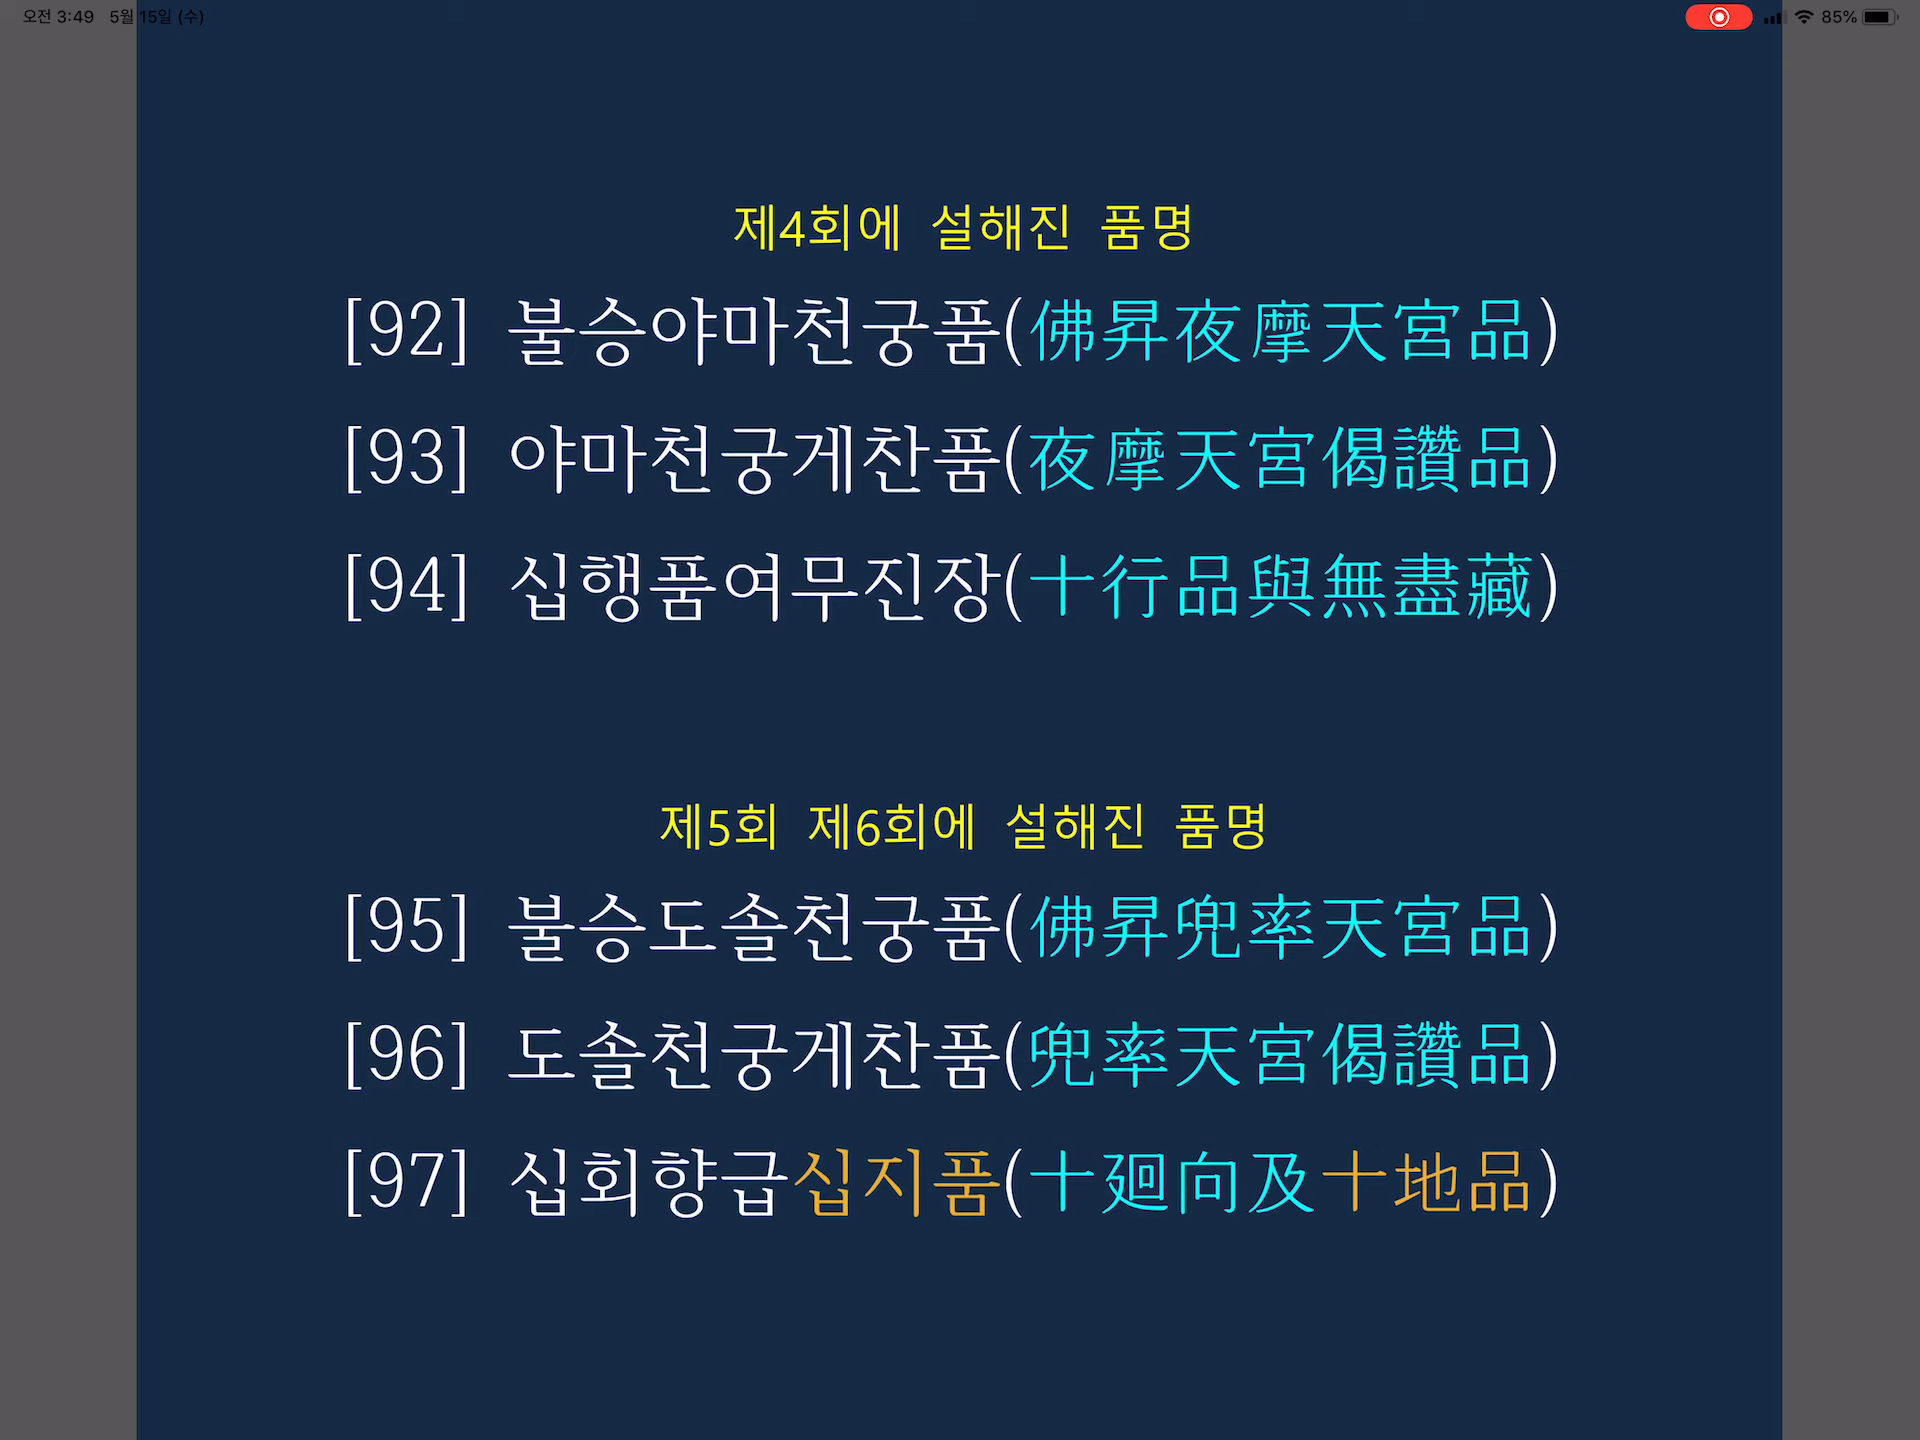 오전 3:49 5월 15일 (수) 85%
제4회에 설해진 품명
[92] 불승야마천궁품(佛昇夜摩天宮品)
[93] 야마천궁게찬품(夜摩天宮偈讚品)
[94] 십행품여무진장(十行品與無盡藏)
제5회 제6회에 설해진 품명
[95] 불승도솔천궁품(佛昇兜率天宮品)
[96] 도솔천궁게찬품(兜率天宮偈讚品)
[97] 십회향급십지품(十廻向及十地品)